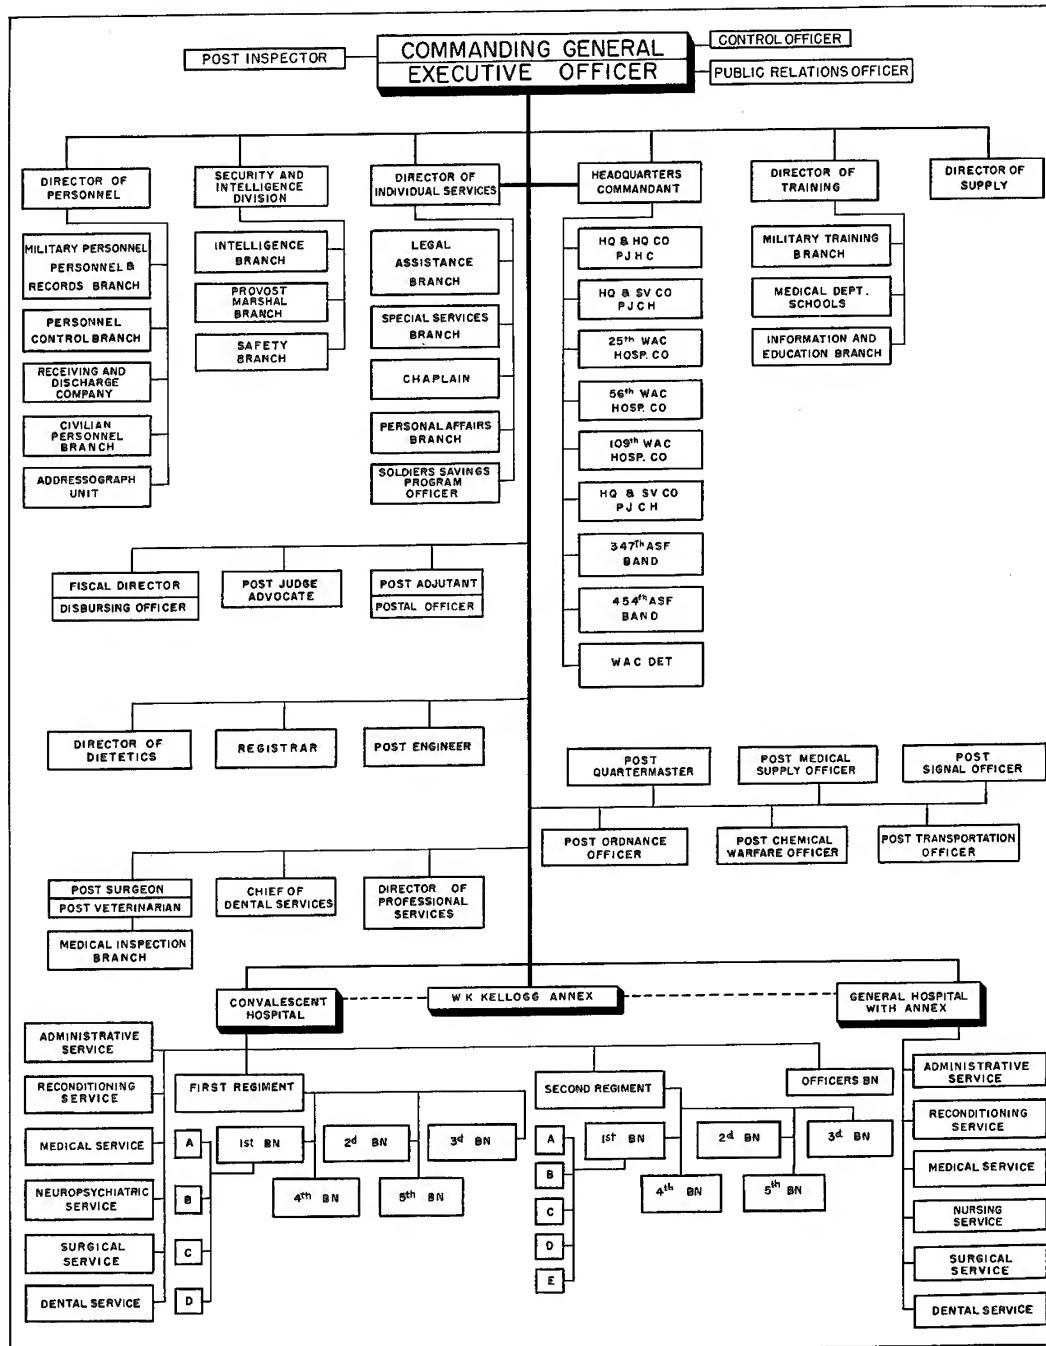 COMMANDING GENERAL
EXECUTIVE OFFICER
POST INSPECTOR
CONTROL OFFICER
PUBLIC RELATIONS OFFICER
DIRECTOR OF
PERSONNEL
MILITARY PERSONNEL
PERSONNEL &
RECORDS BRANCH
PERSONNEL
CONTROL BRANCH
RECEIVING AND
DISCHARGE
COMPANY
CIVILIAN
PERSONNEL
BRANCH
ADDRESSOGRAPH
UNIT
SECURITY AND
INTELLIGENCE
DIVISION
INTELLIGENCE
BRANCH
PROVOST
MARSHAL
BRANCH
SAFETY
BRANCH
DIRECTOR OF
INDIVIDUAL SERVICES
LEGAL
ASSISTANCE
BRANCH
SPECIAL SERVICES
BRANCH
CHAPLAIN
PERSONAL AFFAIRS
BRANCH
SOLDIERS SAVINGS
PROGRAM
OFFICER
HEADQUARTERS
COMMANDANT
HQ & HQ CO
PJHC
HQ & SV CO
PJCH
25th WAC
HOSP. CO
56th WAC
HOSP. CO
109th WAC
HOSP. CO
HQ & SV CO
PJCH
347Th ASF
BAND
454th ASF
BAND
WAC DET
DIRECTOR OF
TRAINING
MILITARY TRAINING
BRANCH
MEDICAL DEPT.
SCHOOLS
INFORMATION AND
EDUCATION BRANCH
DIRECTOR OF
SUPPLY
FISCAL DIRECTOR
DISBURSING OFFICER
POST JUDGE
ADVOCATE
POST ADJUTANT
POSTAL OFFICER
DIRECTOR OF
DIETETICS
REGISTRAR
POST ENGINEER
POST
QUARTERMASTER
POST MEDICAL
SUPPLY OFFICER
POST
SIGNAL OFFICER
POST ORDNANCE
OFFICER
POST CHEMICAL
WARFARE OFFICER
POST TRANSPORTATION
OFFICER
POST SURGEON
POST VETERINARIAN
MEDICAL INSPECTION
BRANCH
CHIEF OF
DENTAL SERVICES
DIRECTOR OF
PROFESSIONAL
SERVICES
CONVALESCENT
HOSPITAL
WK KELLOGG ANNEX
GENERAL HOSPITAL
WITH ANNEX
ADMINISTRATIVE
SERVICE
RECONDITIONING
SERVICE
MEDICAL SERVICE
NEUROPSYCHIATRIC
SERVICE
SURGICAL
SERVICE
DENTAL SERVICE
FIRST REGIMENT
A
B
C
D
1st BN
2d BN
3d BN
4th BN
5th BN
SECOND REGIMENT
A
B
C
D
E
1st BN
2d BN
3d BN
4th BN
5th BN
OFFICERS BN
ADMINISTRATIVE
SERVICE
RECONDITIONING
SERVICE
MEDICAL SERVICE
NURSING
SERVICE
SURGICAL
SERVICE
DENTAL SERVICE